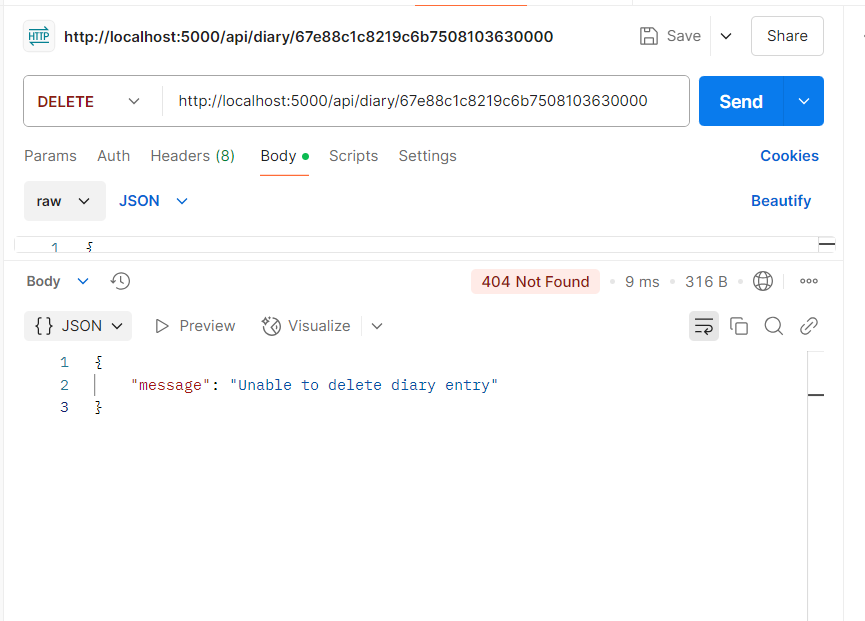 HTTP http://localhost:5000/api/diary/67e88c1c8219c6b7508103630000 Save Share
DELETE http://localhost:5000/api/diary/67e88c1c8219c6b7508103630000 Send
Params Auth Headers (8) Body Scripts Settings Cookies
raw JSON Beautify
1 {
Body 404 Not Found 9 ms 316 B
{} JSON Preview Visualize
1 {
2 "message": "Unable to delete diary entry"
3 }